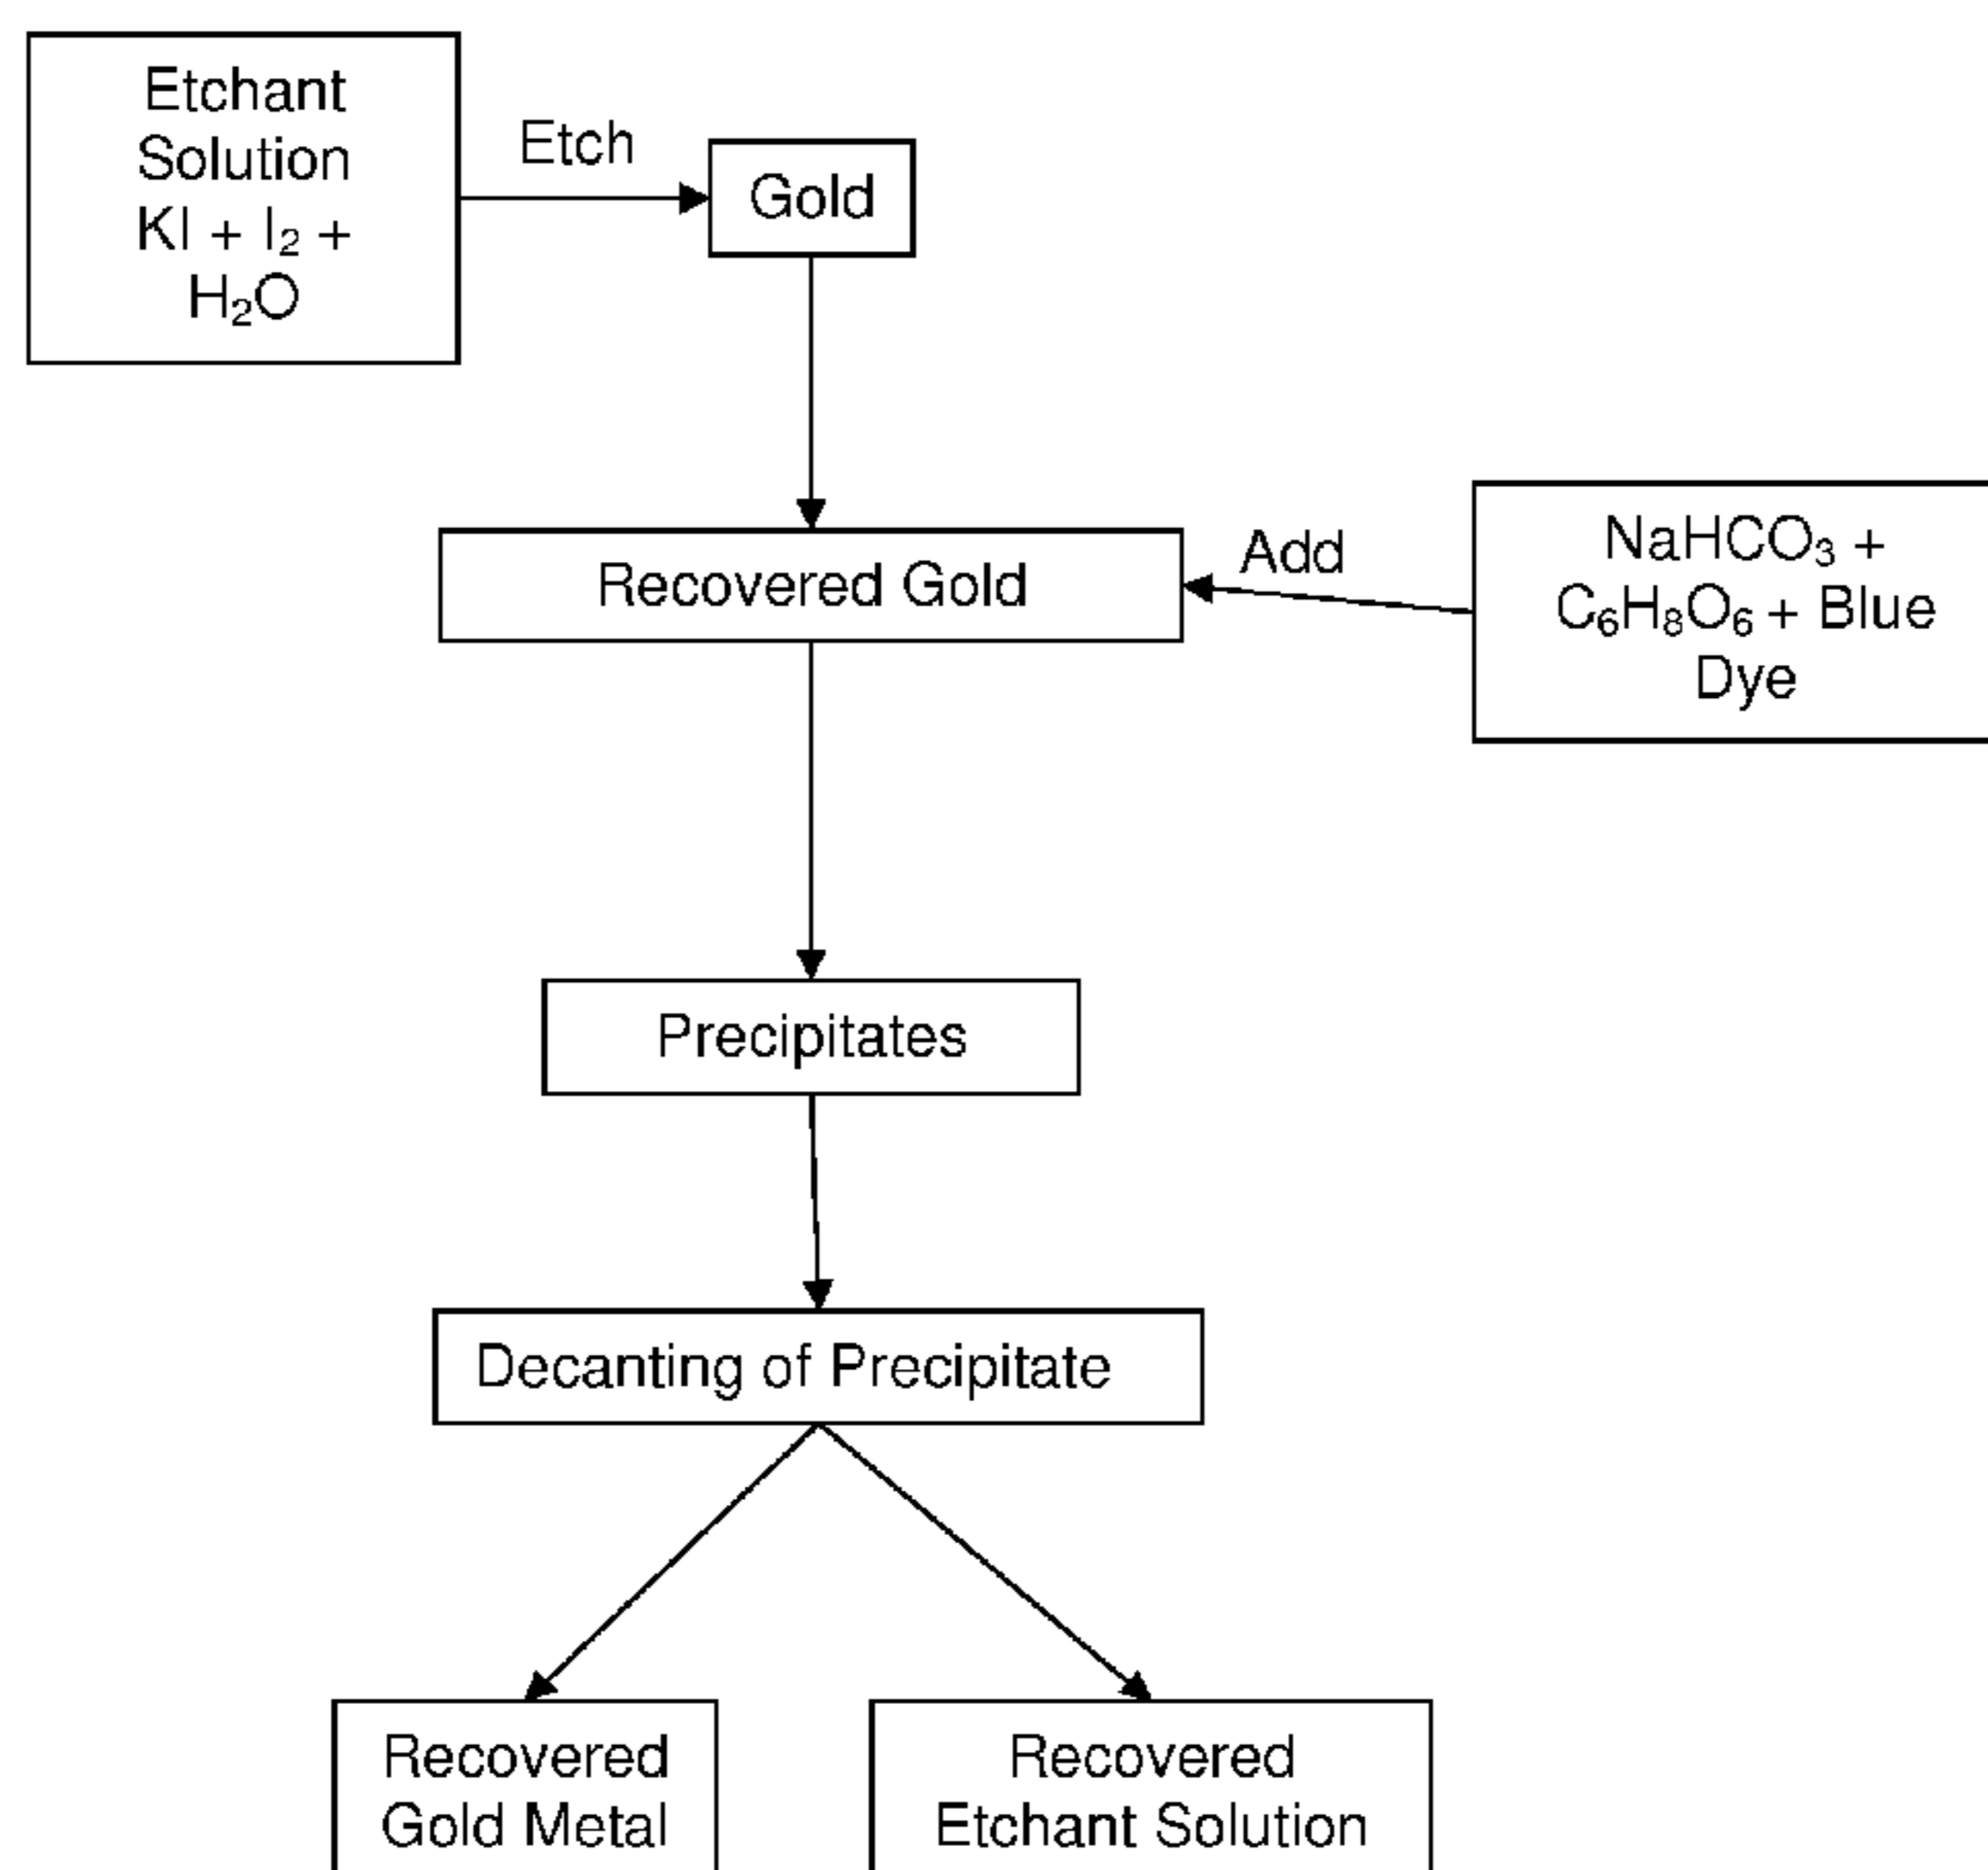 Etchant
Solution
KI + I₂ +
H₂O
Etch
Gold
Recovered Gold
Add
NaHCO₃ +
C₆H₈O₆ + Blue
Dye
Precipitates
Decanting of Precipitate
Recovered
Gold Metal
Recovered
Etchant Solution